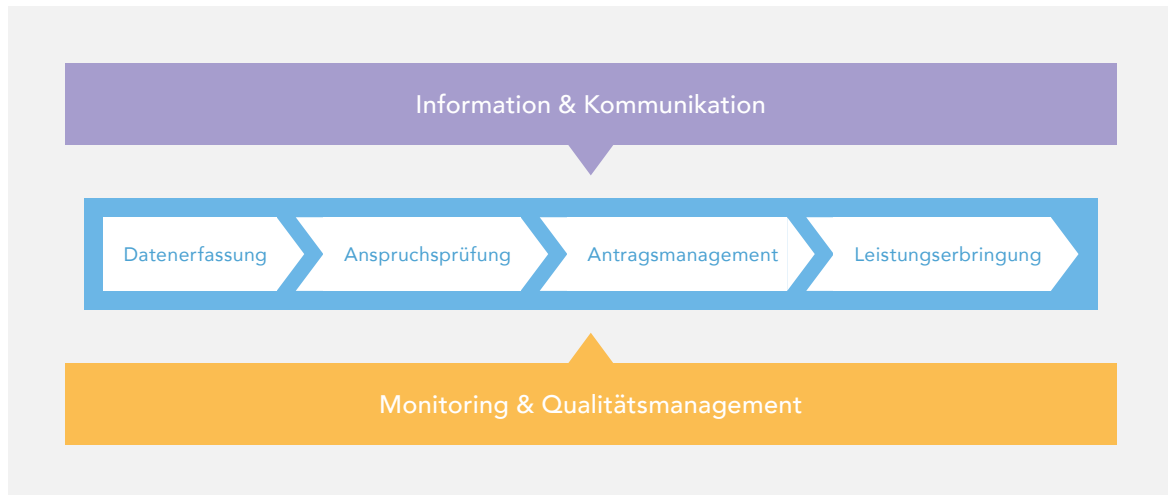 Information & Kommunikation
Datenerfassung
Anspruchsprüfung
Antragsmanagement
Leistungserbringung
Monitoring & Qualitätsmanagement